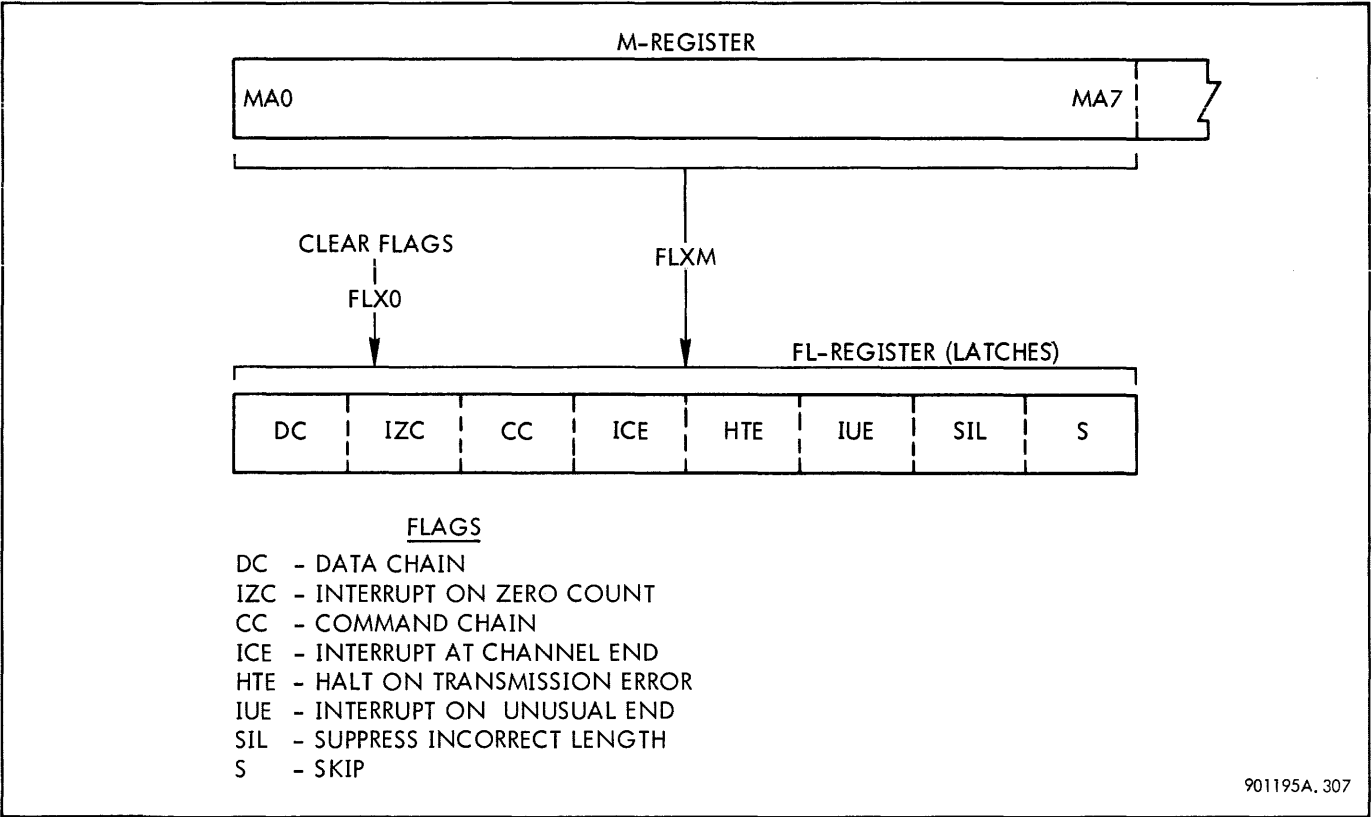 M-REGISTER
MA0 MA7
CLEAR FLAGS
FLX0
FLXM
FL-REGISTER (LATCHES)
DC IZC CC ICE HTE IUE SIL S
FLAGS
DC - DATA CHAIN
IZC - INTERRUPT ON ZERO COUNT
CC - COMMAND CHAIN
ICE - INTERRUPT AT CHANNEL END
HTE - HALT ON TRANSMISSION ERROR
IUE - INTERRUPT ON UNUSUAL END
SIL - SUPPRESS INCORRECT LENGTH
S - SKIP
901195A. 307